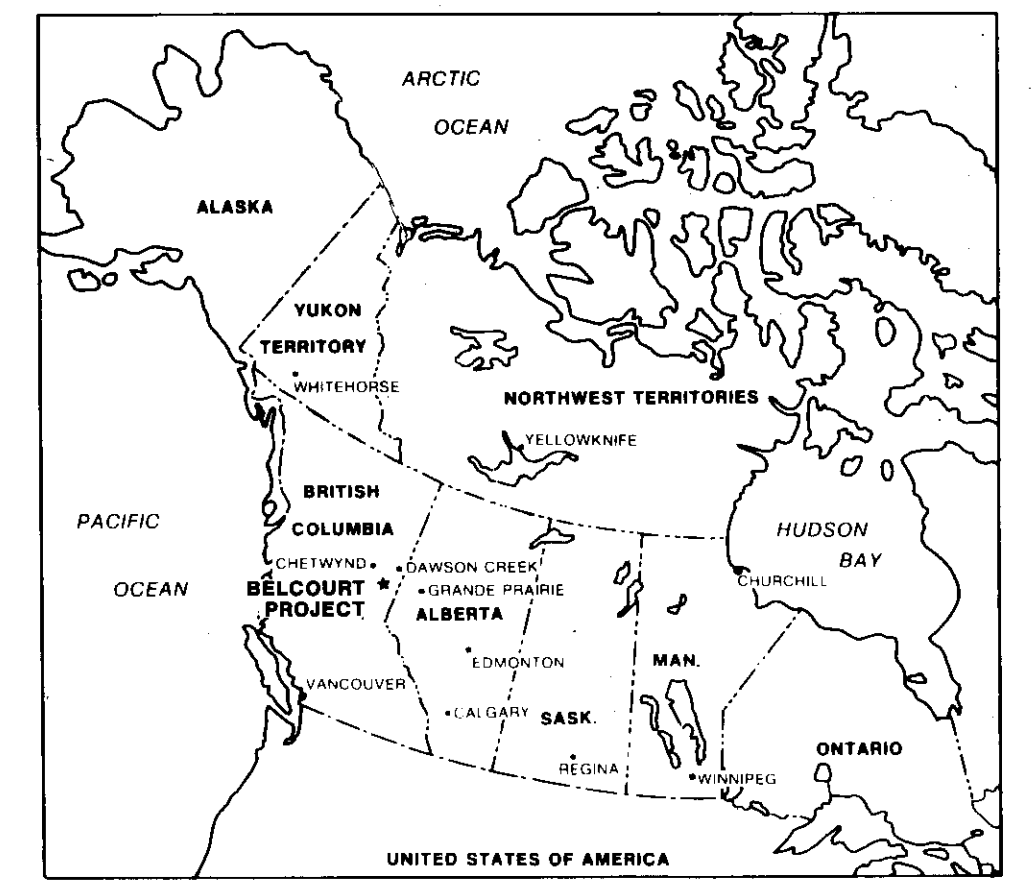 ARCTIC
OCEAN
ALASKA
YUKON
TERRITORY
WHITEHORSE
NORTHWEST TERRITORIES
YELLOWKNIFE
BRITISH
COLUMBIA
PACIFIC
OCEAN
HUDSON
BAY
CHETWYND
DAWSON CREEK
CHURCHILL
BELCOURT
PROJECT
GRANDE PRAIRIE
ALBERTA
EDMONTON
MAN.
VANCOUVER
CALGARY
SASK.
ONTARIO
REGINA
WINNIPEG
UNITED STATES OF AMERICA